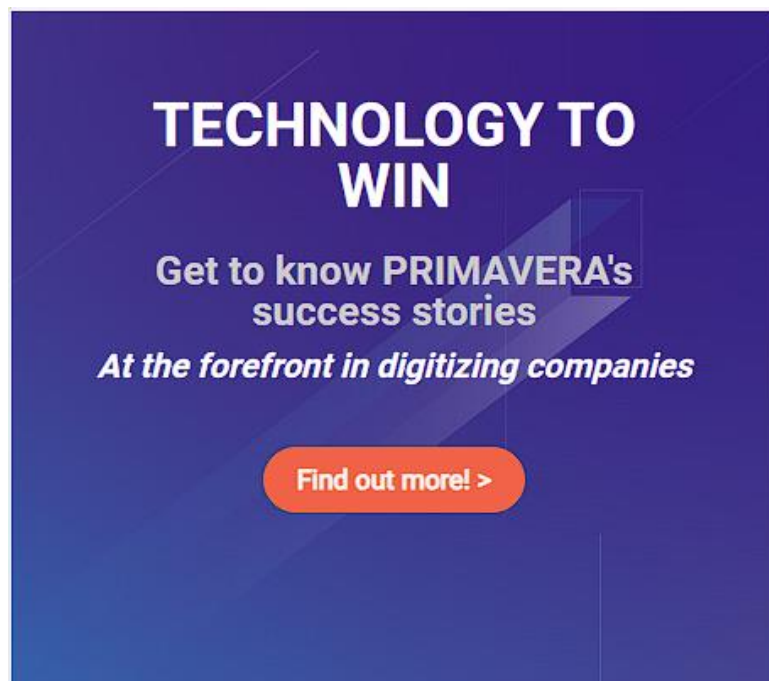 TECHNOLOGY TO
WIN
Get to know PRIMAVERA's
success stories
At the forefront in digitizing companies
Find out more! >